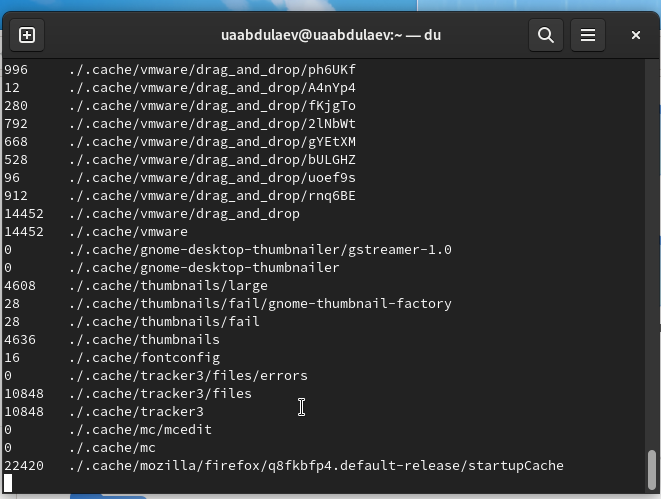 uaabdulaev@uaabdulaev:~ — du
996 ./.cache/vmware/drag_and_drop/ph6UKf
12 ./.cache/vmware/drag_and_drop/A4nYp4
280 ./.cache/vmware/drag_and_drop/fKjgTo
792 ./.cache/vmware/drag_and_drop/2lNbWt
668 ./.cache/vmware/drag_and_drop/gYEtXM
528 ./.cache/vmware/drag_and_drop/bULGHZ
96 ./.cache/vmware/drag_and_drop/uoef9s
912 ./.cache/vmware/drag_and_drop/rnq6BE
14452 ./.cache/vmware/drag_and_drop
14452 ./.cache/vmware
0 ./.cache/gnome-desktop-thumbnailer/gstreamer-1.0
0 ./.cache/gnome-desktop-thumbnailer
4608 ./.cache/thumbnails/large
28 ./.cache/thumbnails/fail/gnome-thumbnail-factory
28 ./.cache/thumbnails/fail
4636 ./.cache/thumbnails
16 ./.cache/fontconfig
0 ./.cache/tracker3/files/errors
10848 ./.cache/tracker3/files
10848 ./.cache/tracker3
0 ./.cache/mc/mcedit
0 ./.cache/mc
22420 ./.cache/mozilla/firefox/q8fkbfp4.default-release/startupCache